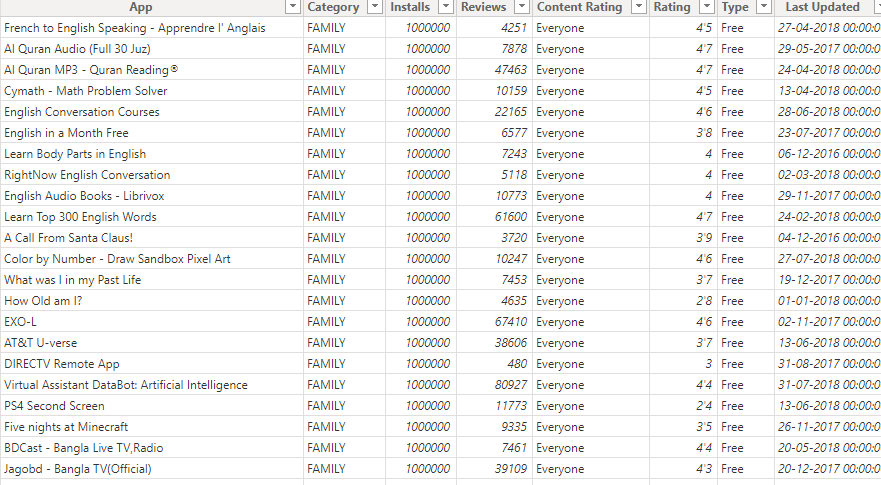 App Category Installs Reviews Content Rating Rating Type Last Updated
French to English Speaking - Apprendre l' Anglais FAMILY 1000000 4251 Everyone 4'5 Free 27-04-2018 00:00:0
Al Quran Audio (Full 30 Juz) FAMILY 1000000 7878 Everyone 4'7 Free 29-05-2017 00:00:0
Al Quran MP3 - Quran Reading® FAMILY 1000000 47463 Everyone 4'7 Free 24-04-2018 00:00:0
Cymath - Math Problem Solver FAMILY 1000000 10159 Everyone 4'5 Free 13-04-2018 00:00:0
English Conversation Courses FAMILY 1000000 22165 Everyone 4'6 Free 28-06-2018 00:00:0
English in a Month Free FAMILY 1000000 6577 Everyone 3'8 Free 23-07-2017 00:00:0
Learn Body Parts in English FAMILY 1000000 7243 Everyone 4 Free 06-12-2016 00:00:0
RightNow English Conversation FAMILY 1000000 5118 Everyone 4 Free 02-03-2018 00:00:0
English Audio Books - Librivox FAMILY 1000000 10773 Everyone 4 Free 29-11-2017 00:00:0
Learn Top 300 English Words FAMILY 1000000 61600 Everyone 4'7 Free 24-02-2018 00:00:0
A Call From Santa Claus! FAMILY 1000000 3720 Everyone 3'9 Free 04-12-2016 00:00:0
Color by Number - Draw Sandbox Pixel Art FAMILY 1000000 10247 Everyone 4'6 Free 27-07-2018 00:00:0
What was I in my Past Life FAMILY 1000000 7453 Everyone 3'7 Free 19-12-2017 00:00:0
How Old am I? FAMILY 1000000 4635 Everyone 2'8 Free 01-01-2018 00:00:0
EXO-L FAMILY 1000000 67410 Everyone 4'6 Free 02-11-2017 00:00:0
AT&T U-verse FAMILY 1000000 38606 Everyone 3'7 Free 13-06-2018 00:00:0
DIRECTV Remote App FAMILY 1000000 480 Everyone 3 Free 31-08-2017 00:00:0
Virtual Assistant DataBot: Artificial Intelligence FAMILY 1000000 80927 Everyone 4'4 Free 31-07-2018 00:00:0
PS4 Second Screen FAMILY 1000000 11773 Everyone 2'4 Free 13-06-2018 00:00:0
Five nights at Minecraft FAMILY 1000000 9335 Everyone 3'5 Free 26-11-2017 00:00:0
BDCast - Bangla Live TV,Radio FAMILY 1000000 7461 Everyone 4'4 Free 20-05-2018 00:00:0
Jagobd - Bangla TV(Official) FAMILY 1000000 39109 Everyone 4'3 Free 20-12-2017 00:00:0